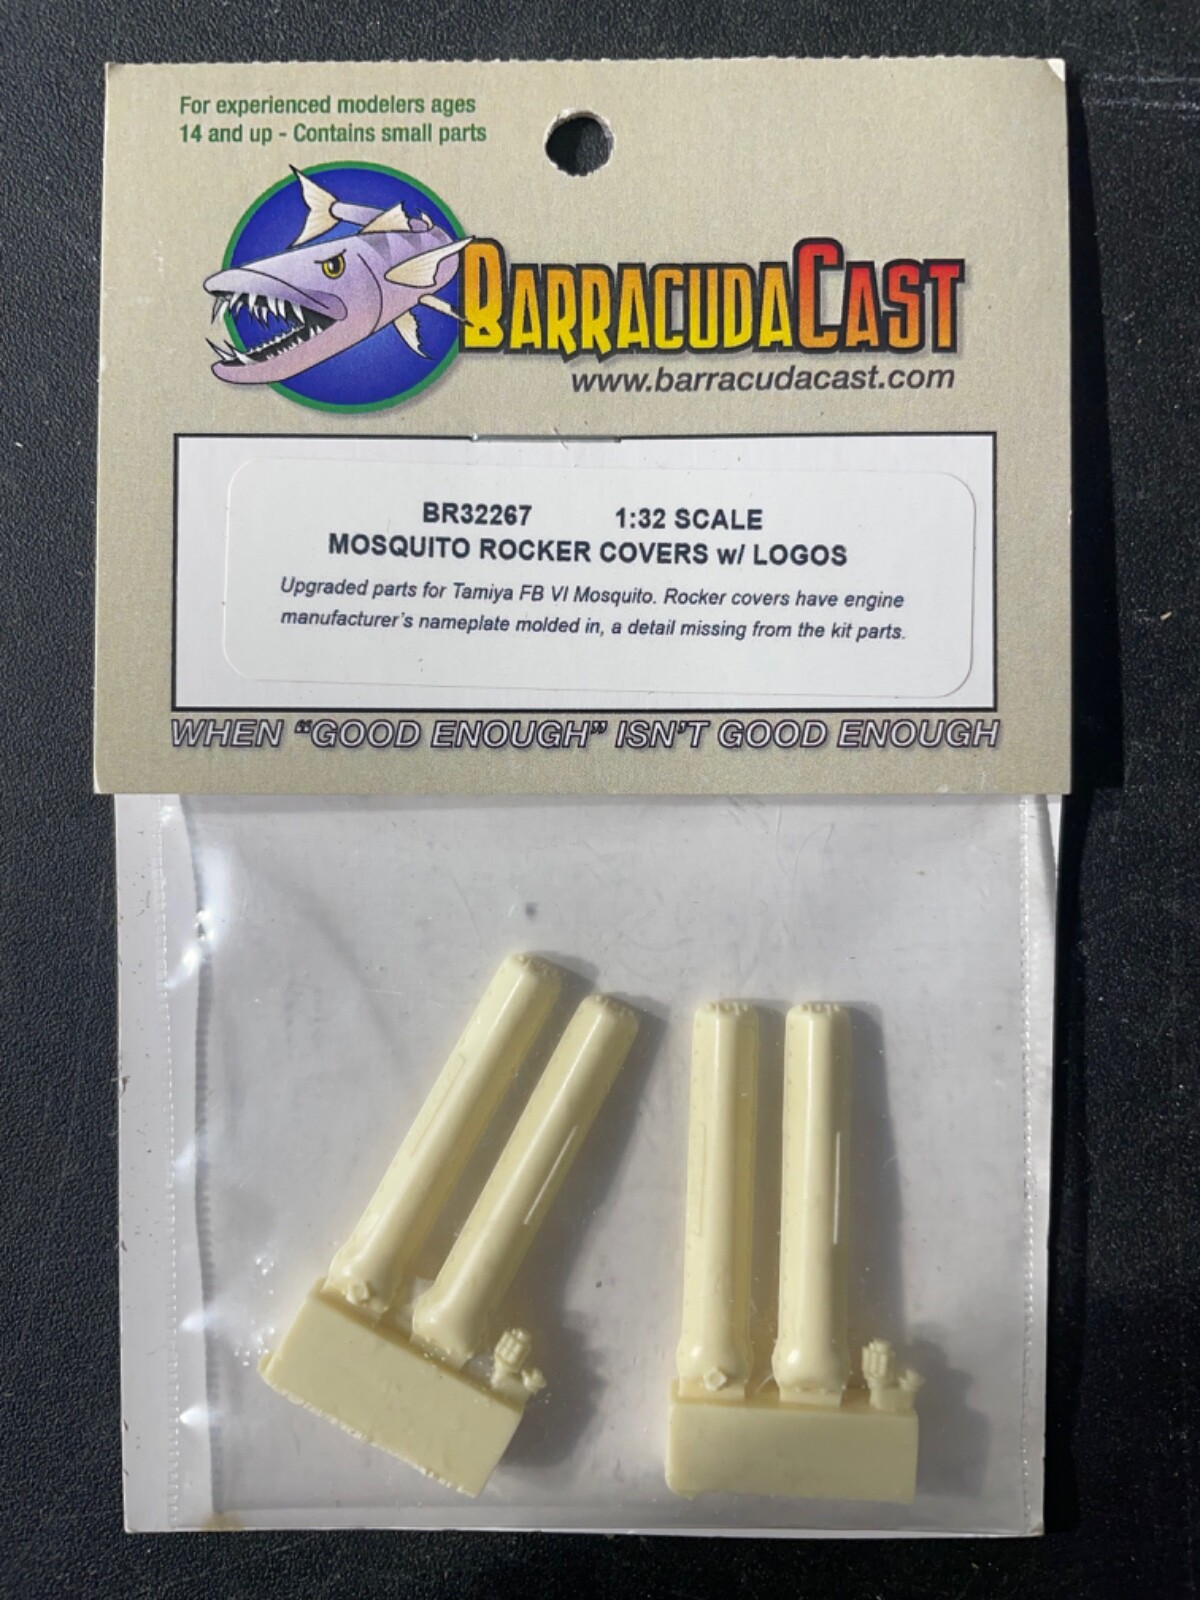 For experienced modelers ages
14 and up - Contains small parts
BARRACUDACAST
www.barracudacast.com
BR32267 1:32 SCALE
MOSQUITO ROCKER COVERS w/ LOGOS
Upgraded parts for Tamiya FB VI Mosquito. Rocker covers have engine
manufacturer's nameplate molded in, a detail missing from the kit parts.
WHEN “GOOD ENOUGH” ISN'T GOOD ENOUGH